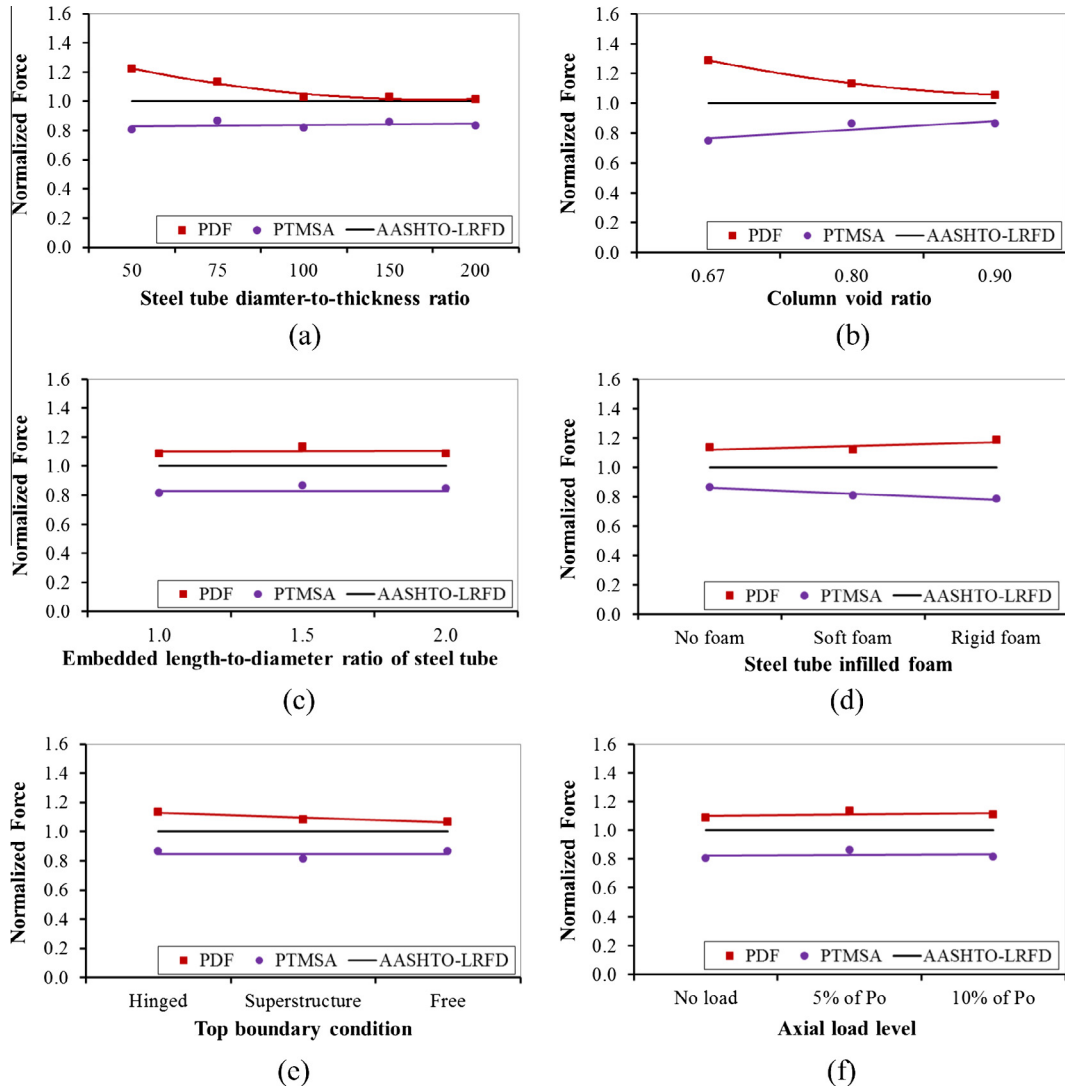 1.6
1.4
1.2
1.0
0.8
0.6
0.4
0.2
0.0
Normalized Force
PDF PTMSA AASHTO-LRFD
50 75 100 150 200
Steel tube diamter-to-thickness ratio
(a)
1.6
1.4
1.2
1.0
0.8
0.6
0.4
0.2
0.0
Normalized Force
PDF PTMSA AASHTO-LRFD
0.67 0.80 0.90
Column void ratio
(b)
1.6
1.4
1.2
1.0
0.8
0.6
0.4
0.2
0.0
Normalized Force
PDF PTMSA AASHTO-LRFD
1.0 1.5 2.0
Embedded length-to-diameter ratio of steel tube
(c)
1.6
1.4
1.2
1.0
0.8
0.6
0.4
0.2
0.0
Normalized Force
PDF PTMSA AASHTO-LRFD
No foam Soft foam Rigid foam
Steel tube infilled foam
(d)
1.6
1.4
1.2
1.0
0.8
0.6
0.4
0.2
0.0
Normalized Force
PDF PTMSA AASHTO-LRFD
Hinged Superstructure Free
Top boundary condition
(e)
1.6
1.4
1.2
1.0
0.8
0.6
0.4
0.2
0.0
Normalized Force
PDF PTMSA AASHTO-LRFD
No load 5% of Po 10% of Po
Axial load level
(f)